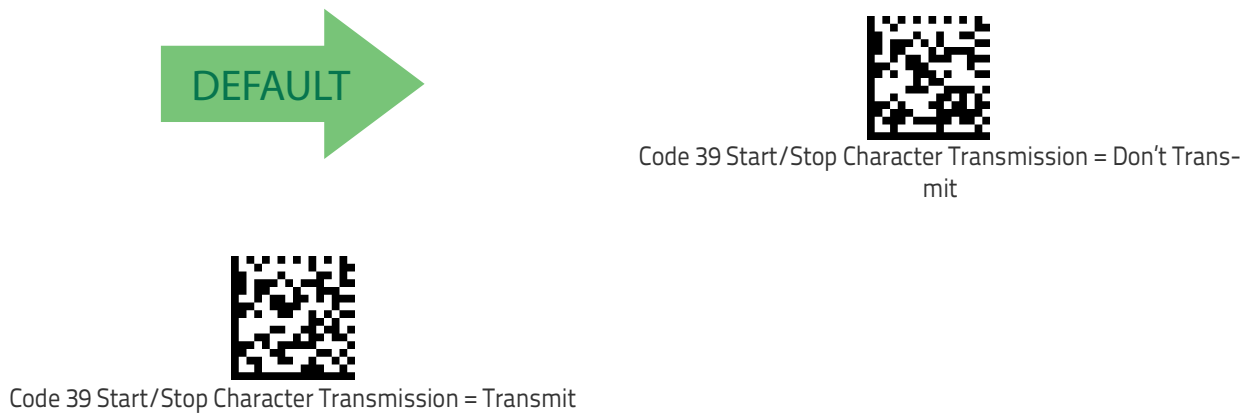 DEFAULT
Code 39 Start/Stop Character Transmission = Don’t Trans-
mit
Code 39 Start/Stop Character Transmission = Transmit